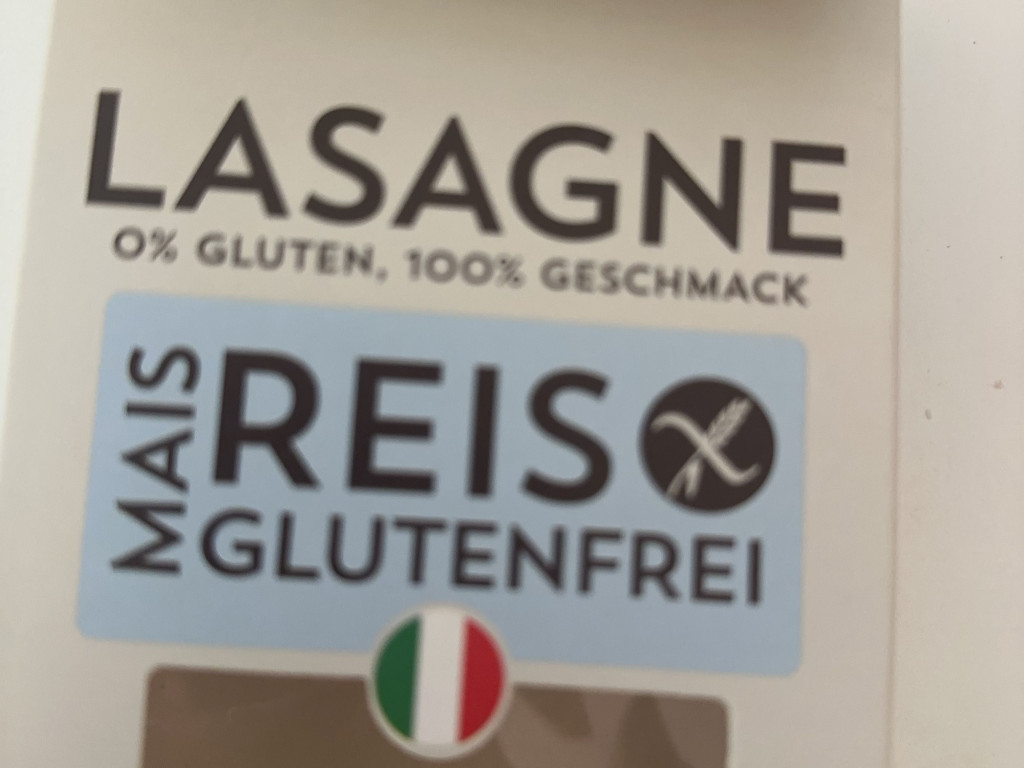 LASAGNE
0% GLUTEN, 100% GESCHMACK
MAIS
REIS
GLUTENFREI